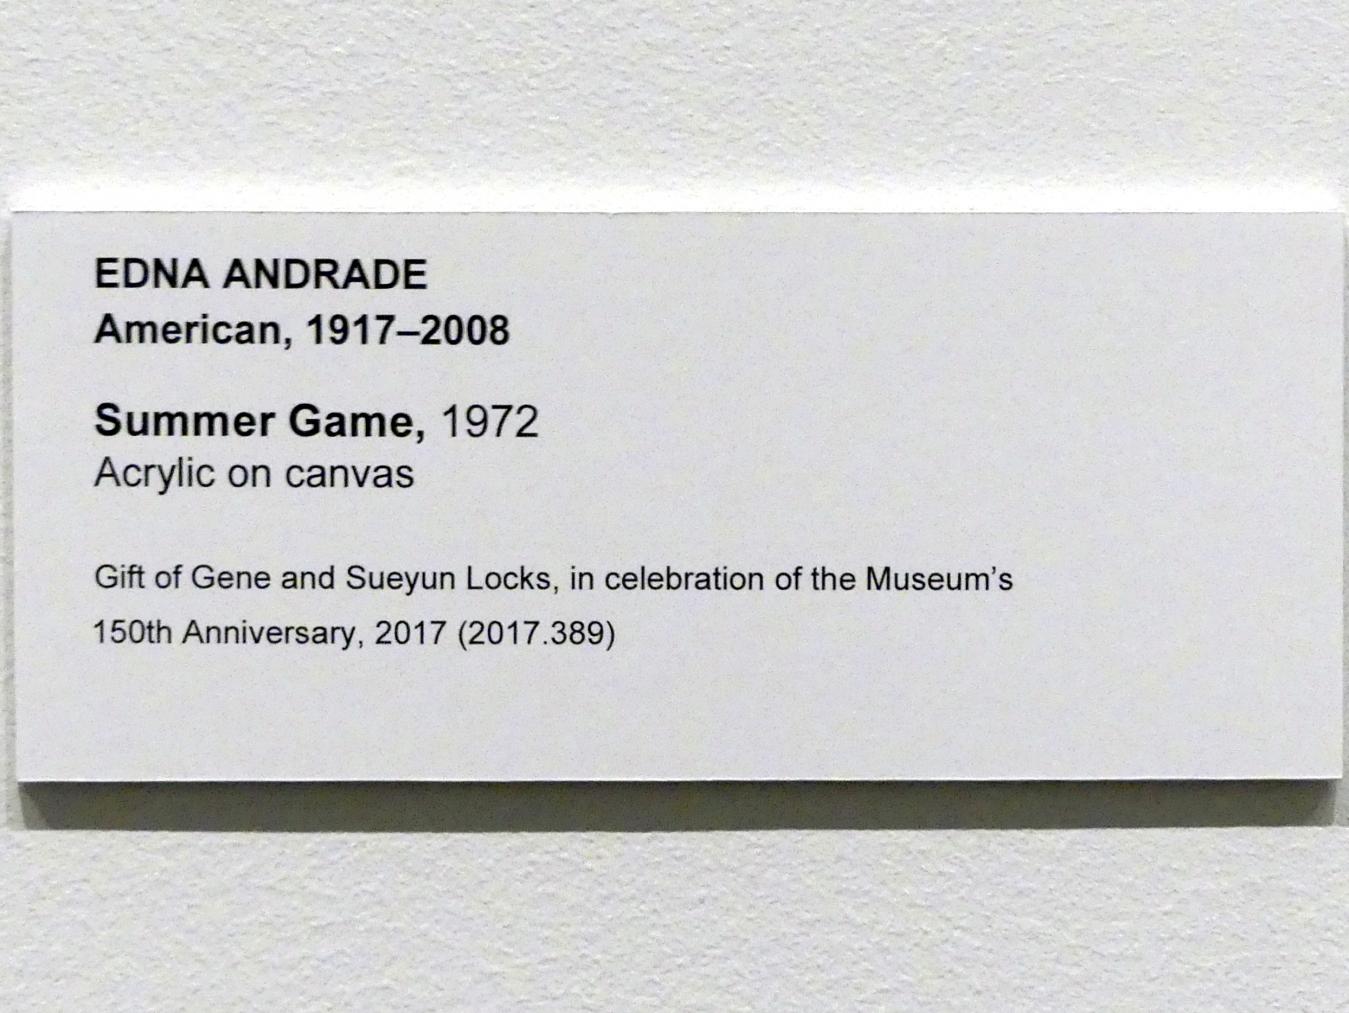 EDNA ANDRADE
American, 1917–2008
Summer Game, 1972
Acrylic on canvas
Gift of Gene and Sueyun Locks, in celebration of the Museum’s
150th Anniversary, 2017 (2017.389)